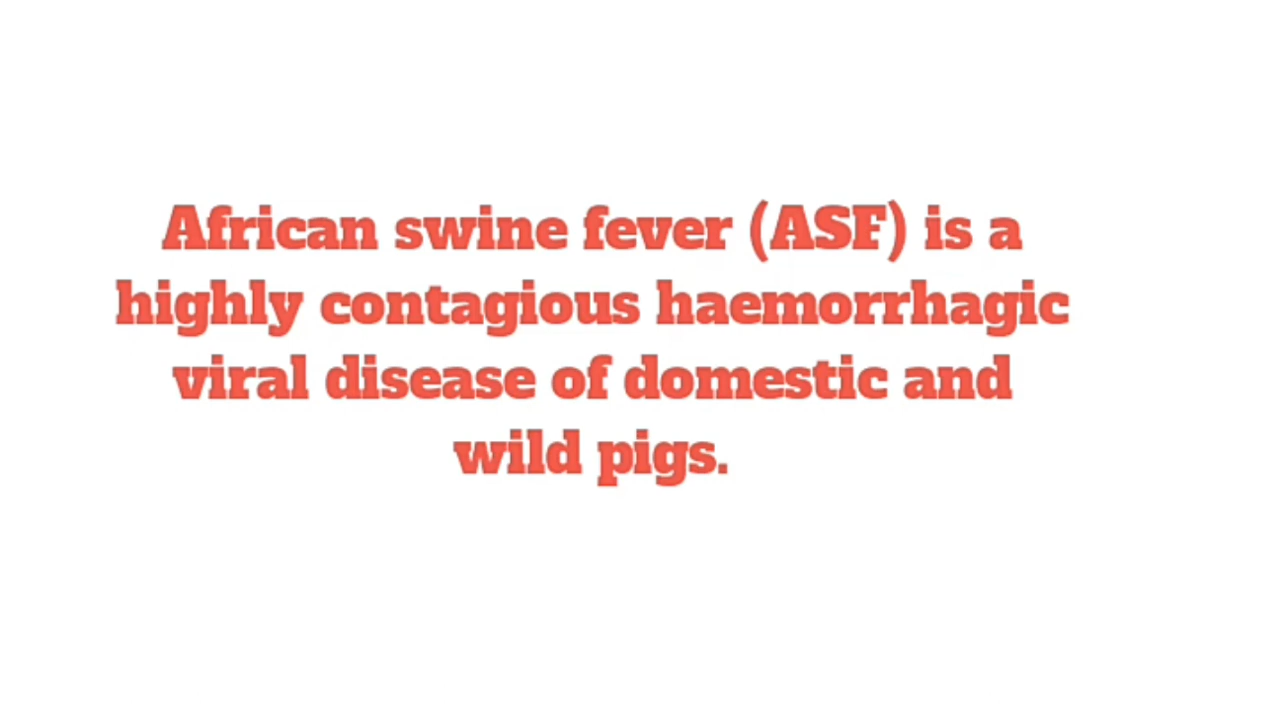 African swine fever (ASF) is a
highly contagious haemorrhagic
viral disease of domestic and
wild pigs.